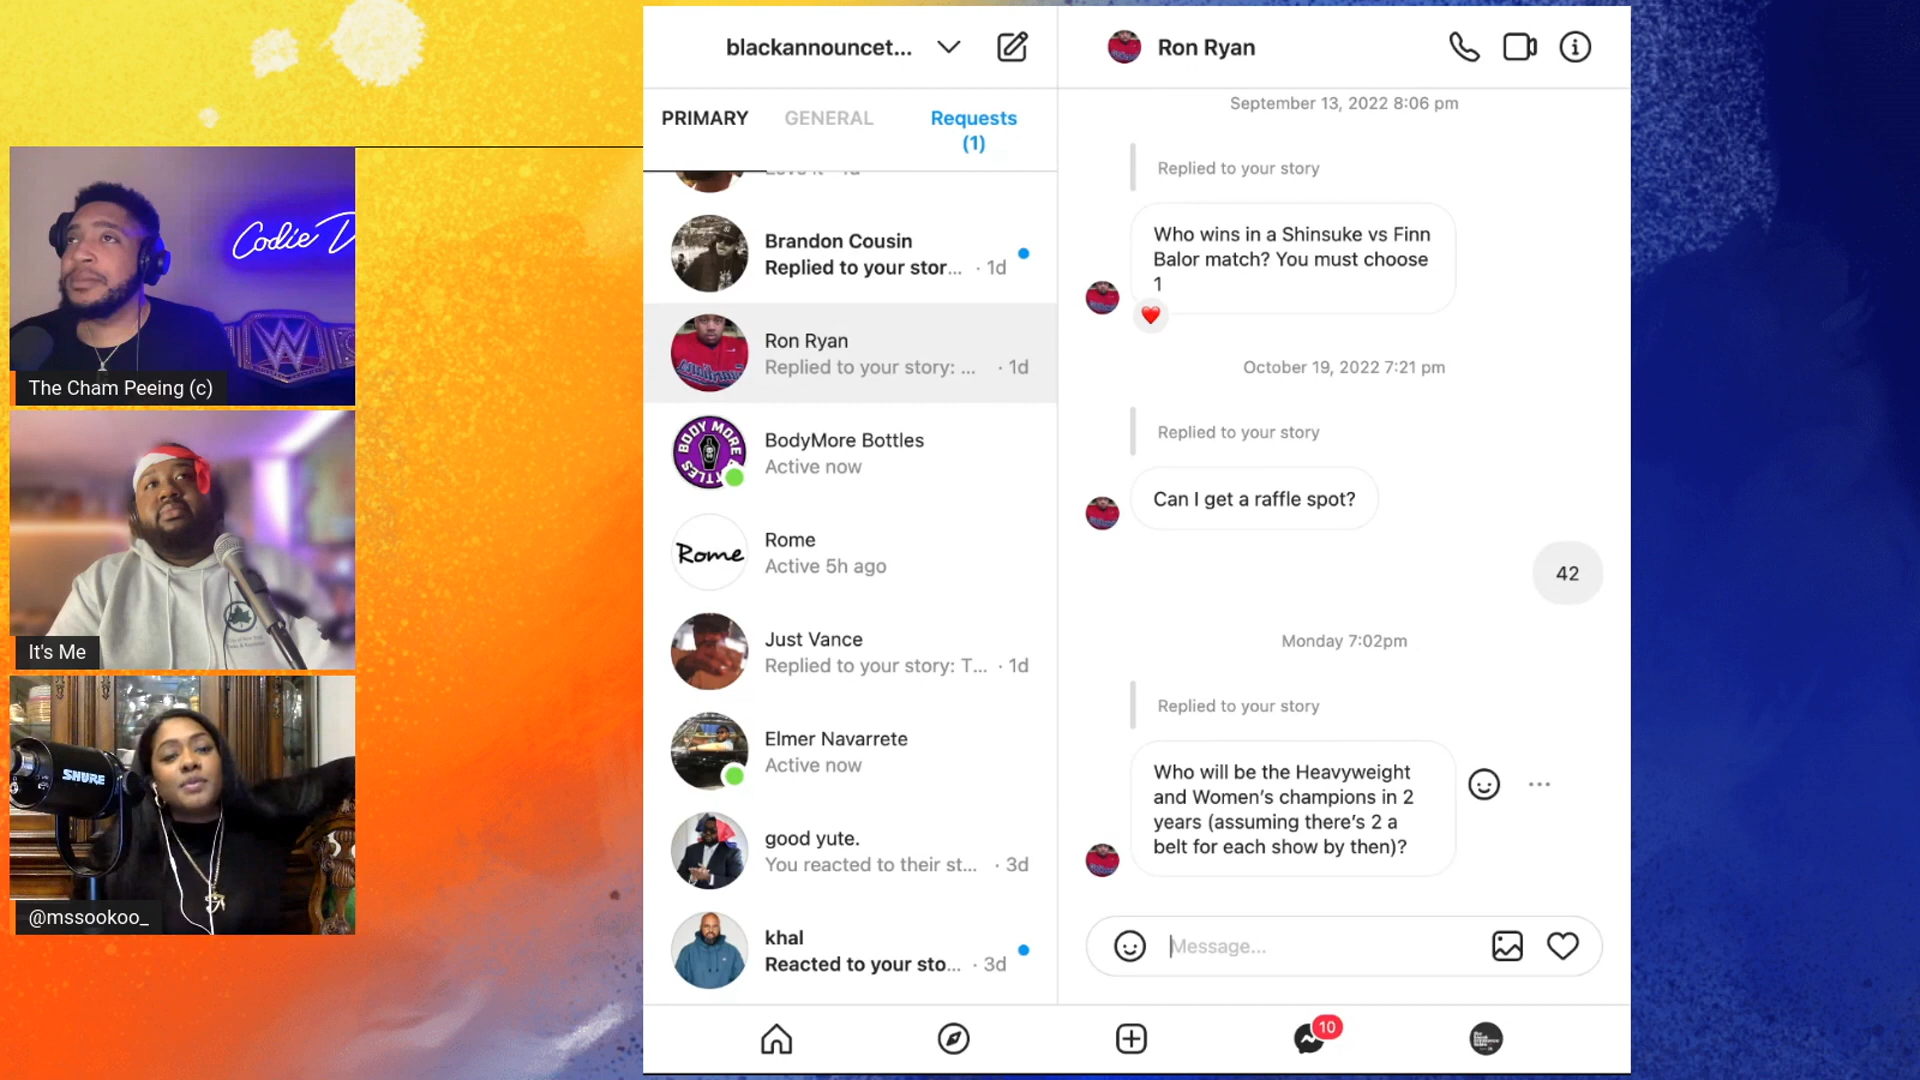 Codie D
W
The Cham Peeing (c)
It's Me
SHURE
@mssookoo_
blackannouncet...
PRIMARY
GENERAL
Requests
(1)
Brandon Cousin
Replied to your stor... · 1d
Ron Ryan
Replied to your story: ... · 1d
BODY MORE
BodyMore Bottles
Active now
Rome
Rome
Active 5h ago
Just Vance
Replied to your story: T... · 1d
Elmer Navarrete
Active now
good yute.
You reacted to their st... · 3d
khal
Reacted to your sto... · 3d
Ron Ryan
September 13, 2022 8:06 pm
Replied to your story
Who wins in a Shinsuke vs Finn
Balor match? You must choose
1
October 19, 2022 7:21 pm
Replied to your story
Can I get a raffle spot?
42
Monday 7:02pm
Replied to your story
Who will be the Heavyweight
and Women's champions in 2
years (assuming there's 2 a
belt for each show by then)?
Message...
10